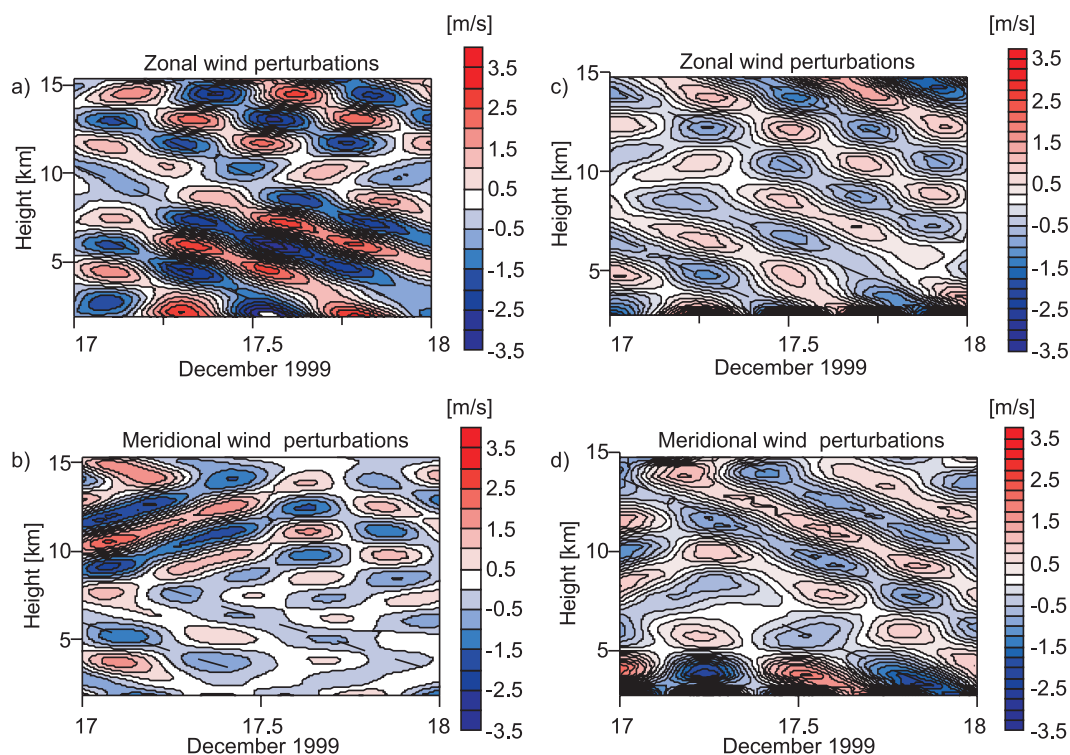 [m/s]
Zonal wind perturbations
a)
15
10
5
Height [km]
17
17.5
18
December 1999
3.5
2.5
1.5
0.5
-0.5
-1.5
-2.5
-3.5
[m/s]
Zonal wind perturbations
c)
15
10
5
Height [km]
17
17.5
18
December 1999
3.5
2.5
1.5
0.5
-0.5
-1.5
-2.5
-3.5
[m/s]
Meridional wind perturbations
b)
15
10
5
Height [km]
17
17.5
18
December 1999
3.5
2.5
1.5
0.5
-0.5
-1.5
-2.5
-3.5
[m/s]
Meridional wind perturbations
d)
15
10
5
Height [km]
17
17.5
18
December 1999
3.5
2.5
1.5
0.5
-0.5
-1.5
-2.5
-3.5